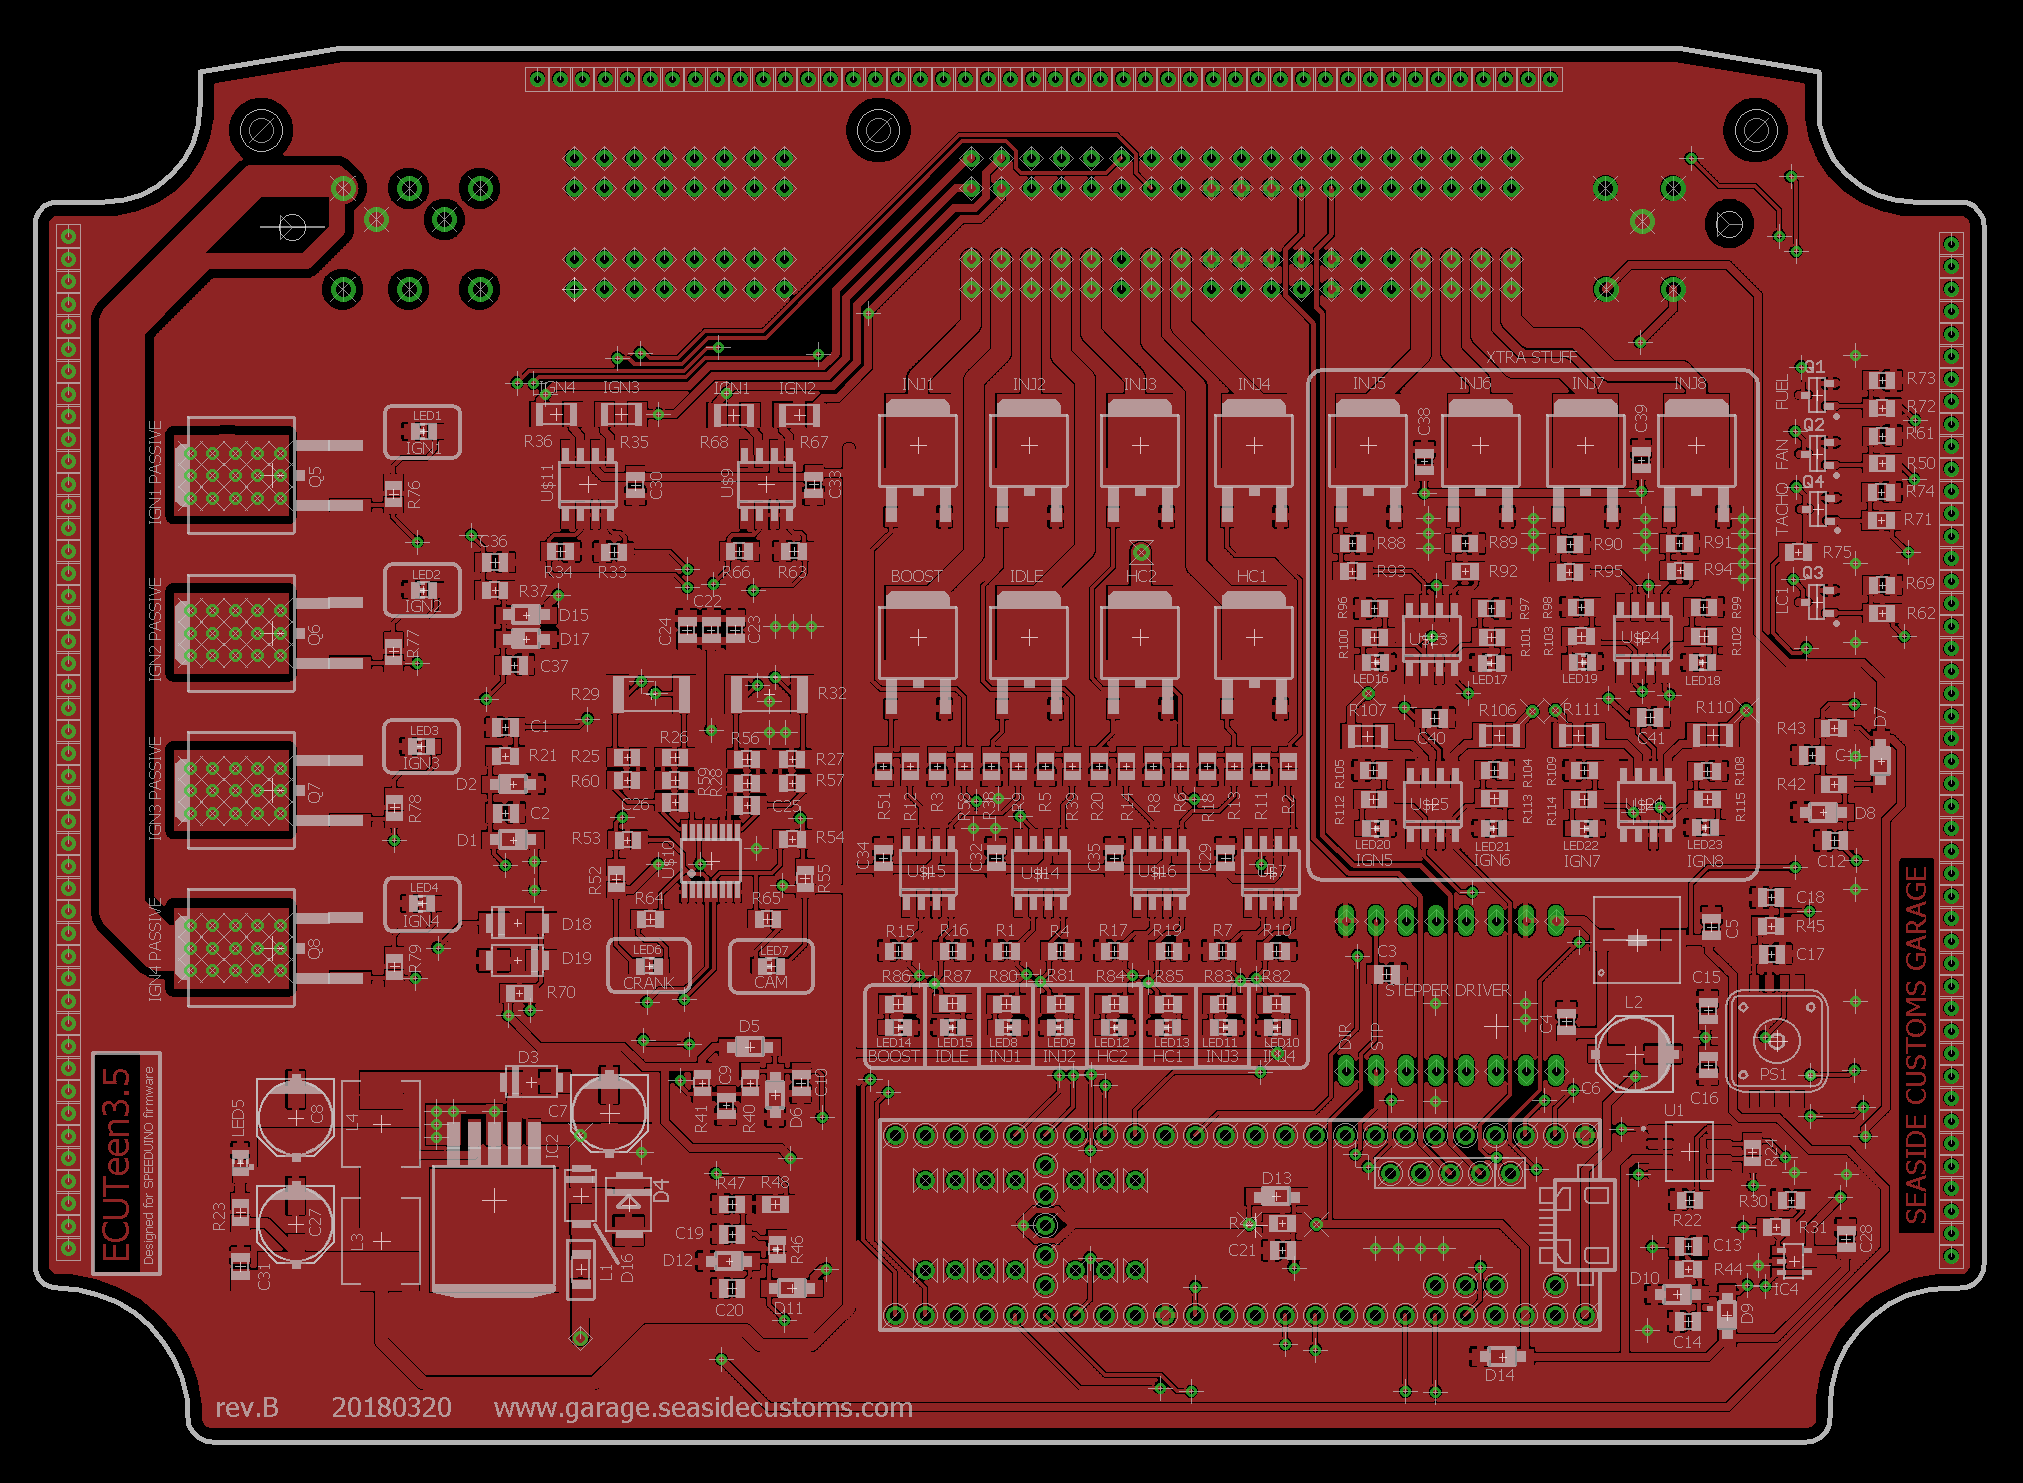 XTRA STUFF
IGN4 IGN3 IGN1 IGN2
INJ1 INJ2 INJ3 INJ4
INJ5 INJ6 INJ7 INJ8
R36 R35 R68 R67
U$11 C30 U$9 C33
C38 C39
FUEL Q1 R73
R72
FAN Q2 R61
R50
TACHO Q4 R74
R71
R75
LC1 Q3 R69
R62
IGN1 PASSIVE Q5 R76
LED1
IGN1
IGN2 PASSIVE Q6 R77
LED2
IGN2
IGN3 PASSIVE Q7 R78
LED3
IGN3
IGN4 PASSIVE Q8 R79
LED4
IGN4
C36
R37
D15
D17
C37
R34 R33 R66 R63
C22
C24 C23
R29 R32
C1
R21
D2
C2
D1
R26 R56
R25 R27
R60 R59 R28 R57
C26 C25
R53 U$10 R54
R52 R55
R64 R65
LED6 LED7
CRANK CAM
D18
D19
R70
BOOST IDLE HC2 HC1
R88 R89 R90 R91
R93 R92 R95 R94
R96 R97 R98 R99
R100 R101 R103 R102
LED16 LED17 LED19 LED18
R107 R106 R111 R110
C40 C41
R105 R104 R109 R108
R112 U$25 R113 R114 R115
LED20 LED21 LED22 LED23
IGN5 IGN6 IGN7 IGN8
R51 R12 R3 R58 R38 R9 R5 R39 R20 R14 R8 R6 R18 R13 R11 R2
C34 U$15 C32 U$14 C35 U$16 C29
R15 R16 R1 R4 R17 R19 R7 R10
R86 R87 R80 R81 R84 R85 R83 R82
LED14 LED15 LED8 LED9 LED12 LED13 LED11 LED10
BOOST IDLE INJ1 INJ2 HC2 HC1 INJ3 INJ4
C3
STEPPER DRIVER
DIR STP
C4
L2
C5
C6
R43 D7
R42
D8
C12
C18
R45
C17
C15
PS1
C16
U1
R24
R22
R30
R31
C28
C13
R44
D10
IC4
D9
C14
D14
D13
C21
D5
C9 C10
R41 R40 D6
D3
C7
IC2
LED5
C8
L4
R23
C27
L3
C31
D4
D16
L1
R47 R48
C19
R46
D12
C20
D11
ECUTeen3.5
Designed for SPEEDUINO firmware
SEASIDE CUSTOMS GARAGE
rev.B 20180320 www.garage.seasidecustoms.com